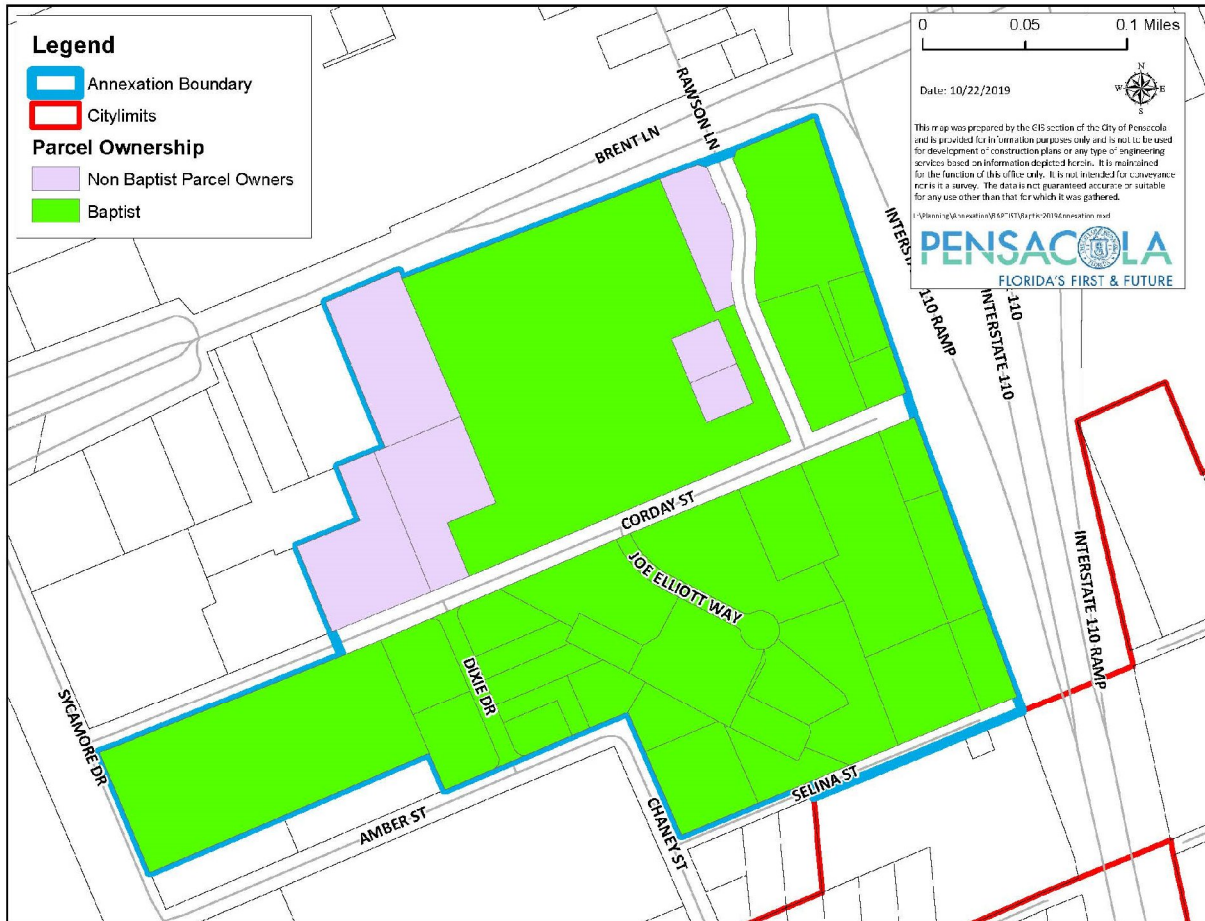 Legend
Annexation Boundary
Citylimits
Parcel Ownership
Non Baptist Parcel Owners
Baptist
0 0.05 0.1 Miles
Date: 10/22/2019
N
W E
S
This map was prepared by the GIS section of the City of Pensacola
and is provided for information purposes only and is not to be used
for development of construction plans or any type of engineering
services based on information depicted herein. It is maintained
for the function of this office only. It is not intended for conveyance
nor is it a survey. The data is not guaranteed accurate or suitable
for any use other than that for which it was gathered.
PENSACOLA
FLORIDA'S FIRST & FUTURE
RAWSON LN
BRENT LN
110 RAMP
INTERSTATE 110
110
INTERSTATE 110 RAMP
CORDAY ST
JOE ELLIOTT WAY
DIXIE DR
SYCAMORE DR
AMBER ST
CHANEY ST
SELINA ST